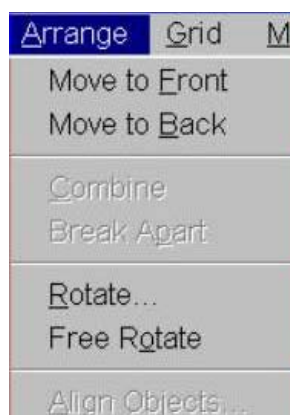 Arrange Grid M
Move to Front
Move to Back
Combine
Break Apart
Rotate...
Free Rotate
Align Objects...